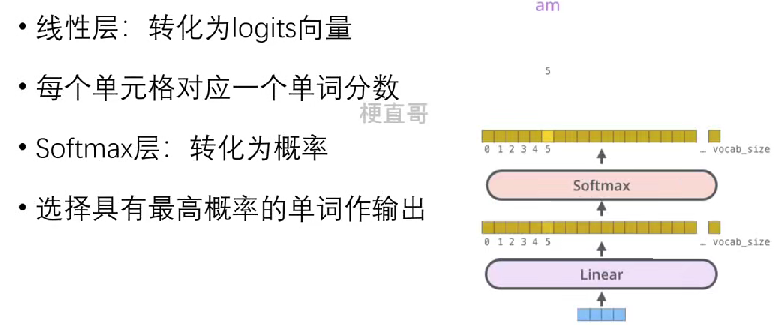 • 线性层：转化为logits向量
• 每个单元格对应一个单词分数
• Softmax层：转化为概率
• 选择具有最高概率的单词作输出
梗直哥
am
5
0 1 2 3 4 5 … vocab_size
Softmax
0 1 2 3 4 5 … vocab_size
Linear